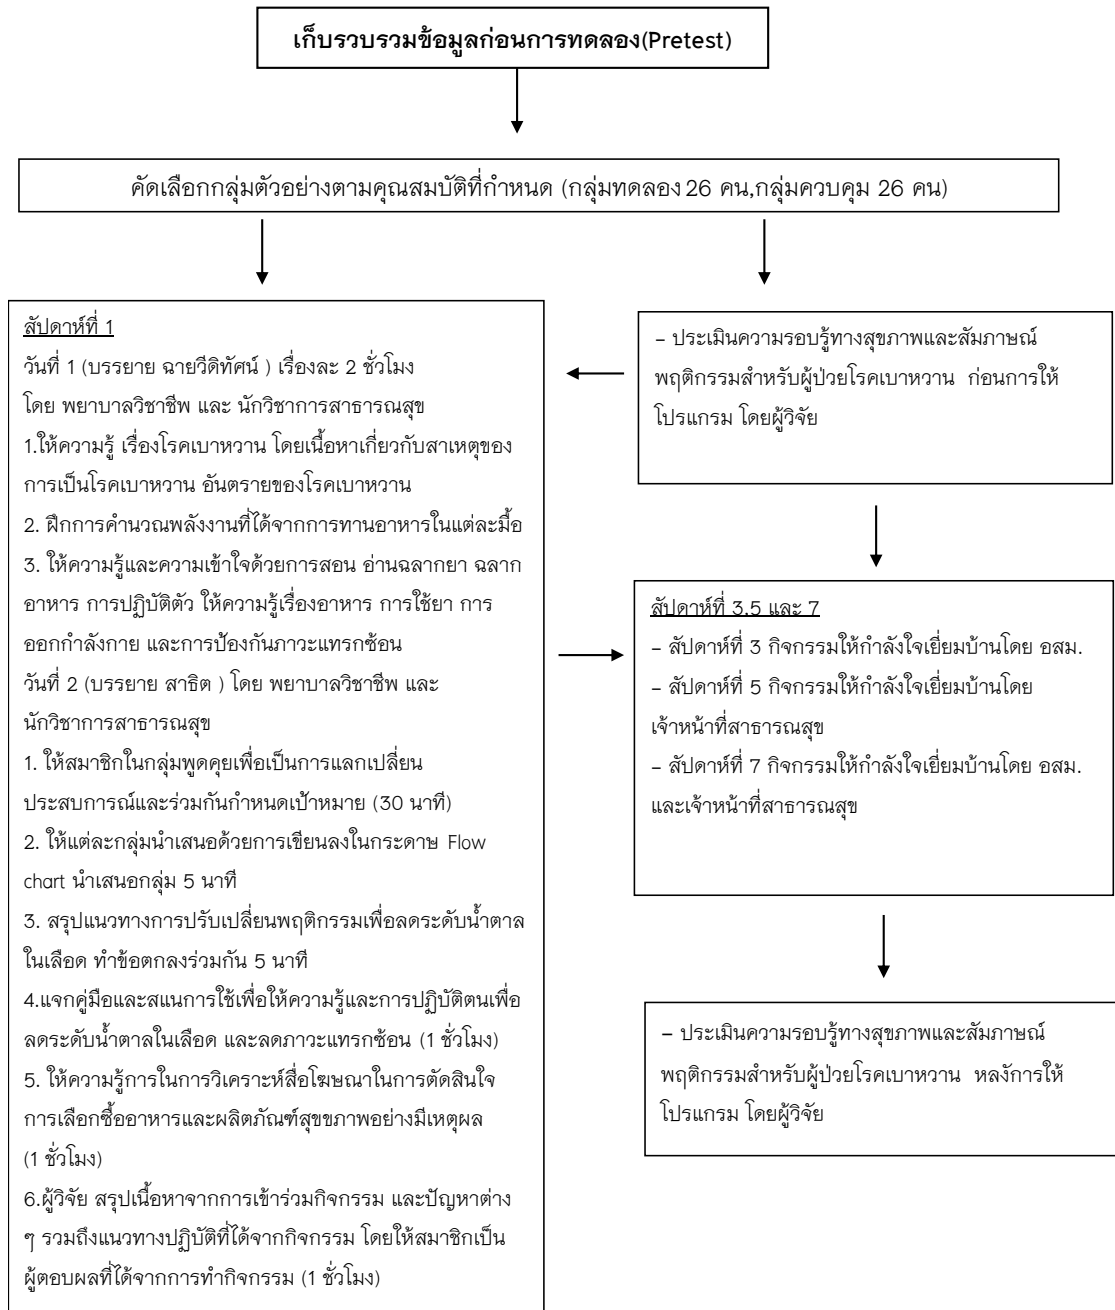 เก็บรวบรวมข้อมูลก่อนการทดลอง(Pretest)
คัดเลือกกลุ่มตัวอย่างตามคุณสมบัติที่กำหนด (กลุ่มทดลอง 26 คน,กลุ่มควบคุม 26 คน)
สัปดาห์ที่ 1
วันที่ 1 (บรรยาย ฉายวีดิทัศน์ ) เรื่องละ 2 ชั่วโมง
โดย พยาบาลวิชาชีพ และ นักวิชาการสาธารณสุข
1.ให้ความรู้ เรื่องโรคเบาหวาน โดยเนื้อหาเกี่ยวกับสาเหตุของ
การเป็นโรคเบาหวาน อันตรายของโรคเบาหวาน
2. ฝึกการคำนวณพลังงานที่ได้จากการทานอาหารในแต่ละมื้อ
3. ให้ความรู้และความเข้าใจด้วยการสอน อ่านฉลากยา ฉลาก
อาหาร การปฏิบัติตัว ให้ความรู้เรื่องอาหาร การใช้ยา การ
ออกกำลังกาย และการป้องกันภาวะแทรกซ้อน
วันที่ 2 (บรรยาย สาธิต ) โดย พยาบาลวิชาชีพ และ
นักวิชาการสาธารณสุข
1. ให้สมาชิกในกลุ่มพูดคุยเพื่อเป็นการแลกเปลี่ยน
ประสบการณ์และร่วมกันกำหนดเป้าหมาย (30 นาที)
2. ให้แต่ละกลุ่มนำเสนอด้วยการเขียนลงในกระดาษ Flow
chart นำเสนอกลุ่ม 5 นาที
3. สรุปแนวทางการปรับเปลี่ยนพฤติกรรมเพื่อลดระดับน้ำตาล
ในเลือด ทำข้อตกลงร่วมกัน 5 นาที
4.แจกคู่มือและสแนการใช้เพื่อให้ความรู้และการปฏิบัติตนเพื่อ
ลดระดับน้ำตาลในเลือด และลดภาวะแทรกซ้อน (1 ชั่วโมง)
5. ให้ความรู้การในการวิเคราะห์สื่อโฆษณาในการตัดสินใจ
การเลือกซื้ออาหารและผลิตภัณฑ์สุขขภาพอย่างมีเหตุผล
(1 ชั่วโมง)
6.ผู้วิจัย สรุปเนื้อหาจากการเข้าร่วมกิจกรรม และปัญหาต่าง
ๆ รวมถึงแนวทางปฏิบัติที่ได้จากกิจกรรม โดยให้สมาชิกเป็น
ผู้ตอบผลที่ได้จากการทำกิจกรรม (1 ชั่วโมง)
– ประเมินความรอบรู้ทางสุขภาพและสัมภาษณ์
พฤติกรรมสำหรับผู้ป่วยโรคเบาหวาน ก่อนการให้
โปรแกรม โดยผู้วิจัย
สัปดาห์ที่ 3.5 และ 7
– สัปดาห์ที่ 3 กิจกรรมให้กำลังใจเยี่ยมบ้านโดย อสม.
– สัปดาห์ที่ 5 กิจกรรมให้กำลังใจเยี่ยมบ้านโดย
เจ้าหน้าที่สาธารณสุข
– สัปดาห์ที่ 7 กิจกรรมให้กำลังใจเยี่ยมบ้านโดย อสม.
และเจ้าหน้าที่สาธารณสุข
– ประเมินความรอบรู้ทางสุขภาพและสัมภาษณ์
พฤติกรรมสำหรับผู้ป่วยโรคเบาหวาน หลงัการให้
โปรแกรม โดยผู้วิจัย